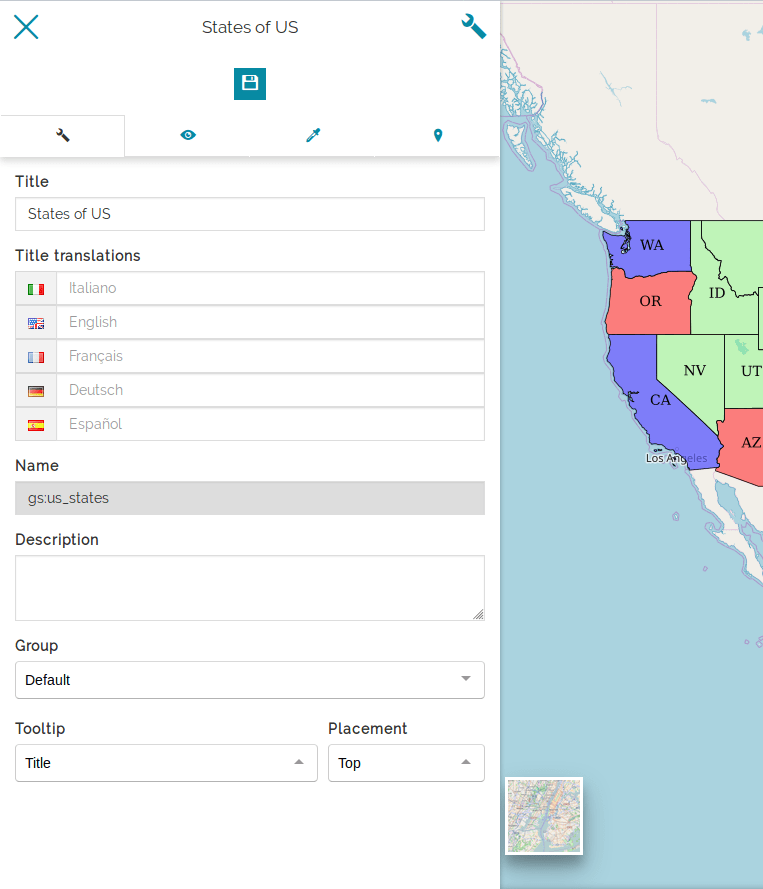 States of US
Title
States of US
Title translations
Italiano
English
Français
Deutsch
Español
Name
gs:us_states
Description
Group
Default
Tooltip Placement
Title Top
WA
OR ID
NV UT
CA
AZ
Los Angeles